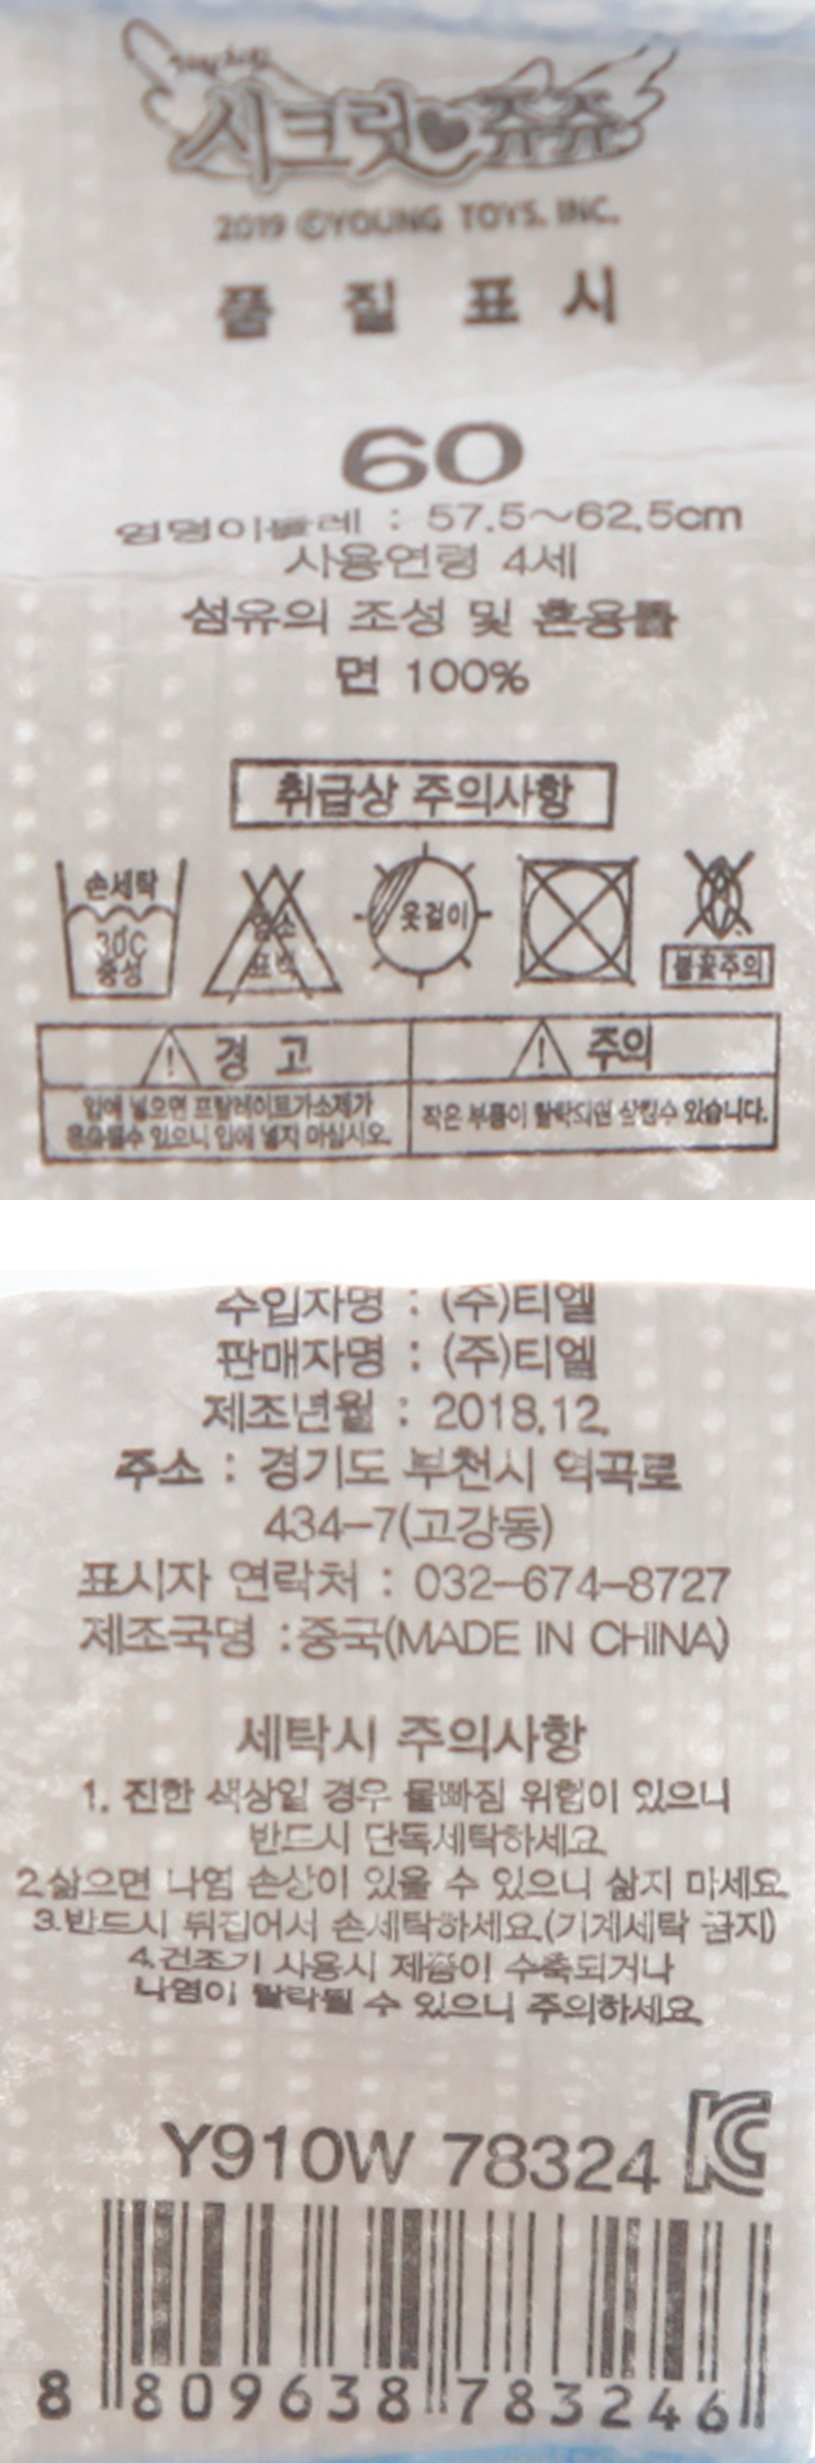 시크릿 쥬쥬
2019 ©YOUNG TOYS. INC.
품 질 표 시
60
엉덩이둘레 : 57.5~62.5cm
사용연령 4세
섬유의 조성 및 혼용률
면 100%
취급상 주의사항
손세탁
30℃
중성
염소
표백
옷걸이
불꽃주의
경 고
주의
입에 넣으면 프탈레이트가소제가
용출될수 있으니 입에 넣지 마십시오.
작은 부품이 탈락되면 삼킬수 있습니다.
수입자명 : (주)티엘
판매자명 : (주)티엘
제조년월 : 2018.12.
주소 : 경기도 부천시 역곡로
434-7(고강동)
표시자 연락처 : 032-674-8727
제조국명 :중국(MADE IN CHINA)
세탁시 주의사항
1. 진한 색상일 경우 물빠짐 위험이 있으니
반드시 단독세탁하세요.
2.삶으면 나염 손상이 있을 수 있으니 삶지 마세요.
3.반드시 뒤집어서 손세탁하세요.(기계세탁 금지)
4.건조기 사용시 제품이 수축되거나
나염이 탈락될 수 있으니 주의하세요.
Y910W 78324 KC
8 809638 783246